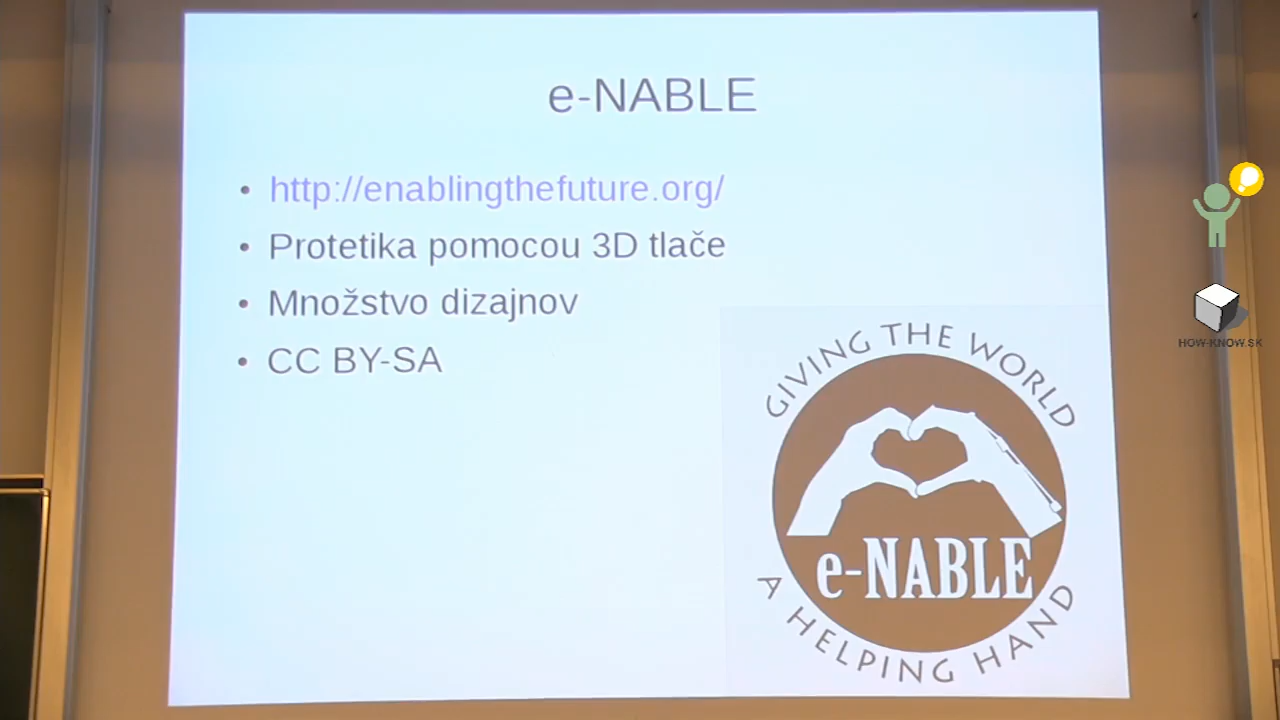 e-NABLE
• http://enablingthefuture.org/
• Protetika pomocou 3D tlače
• Množstvo dizajnov
• CC BY-SA
GIVING THE WORLD
e-NABLE
A HELPING HAND
HOW-KNOW.SK